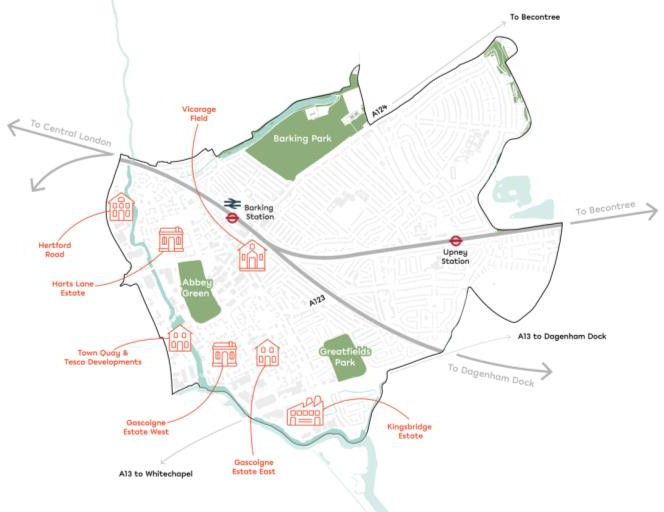 To Becontree
Vicarage
Field
A124
To Central London
Barking Park
Barking
Station
To Becontree
Hertford
Road
Upney
Station
Harts Lane
Estate
Abbey
Green
A123
A13 to Dagenham Dock
Town Quay &
Tesco Developments
Greatfields
Park
To Dagenham Dock
Gascoigne
Estate West
Kingsbridge
Estate
Gascoigne
Estate East
A13 to Whitechapel